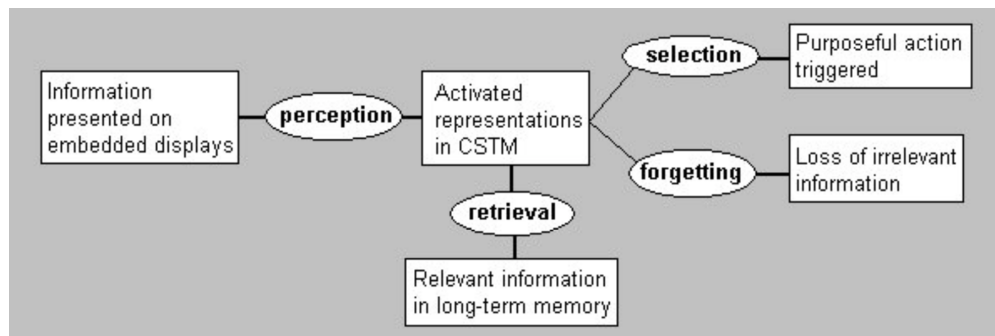 Information
presented on
embedded displays
perception
Activated
representations
in CSTM
selection
Purposeful action
triggered
forgetting
Loss of irrelevant
information
retrieval
Relevant information
in long-term memory